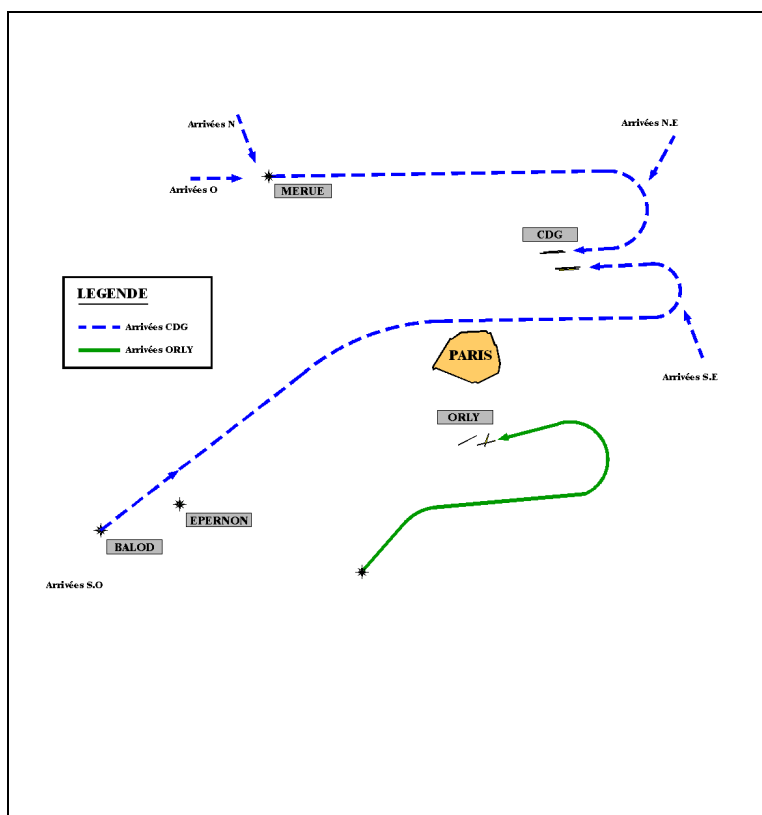 Arrivées N
Arrivées N.E
Arrivées O
MERUE
CDG
LEGENDE
Arrivées CDG
Arrivées ORLY
PARIS
Arrivées S.E
ORLY
EPERNON
BALOD
Arrivées S.O